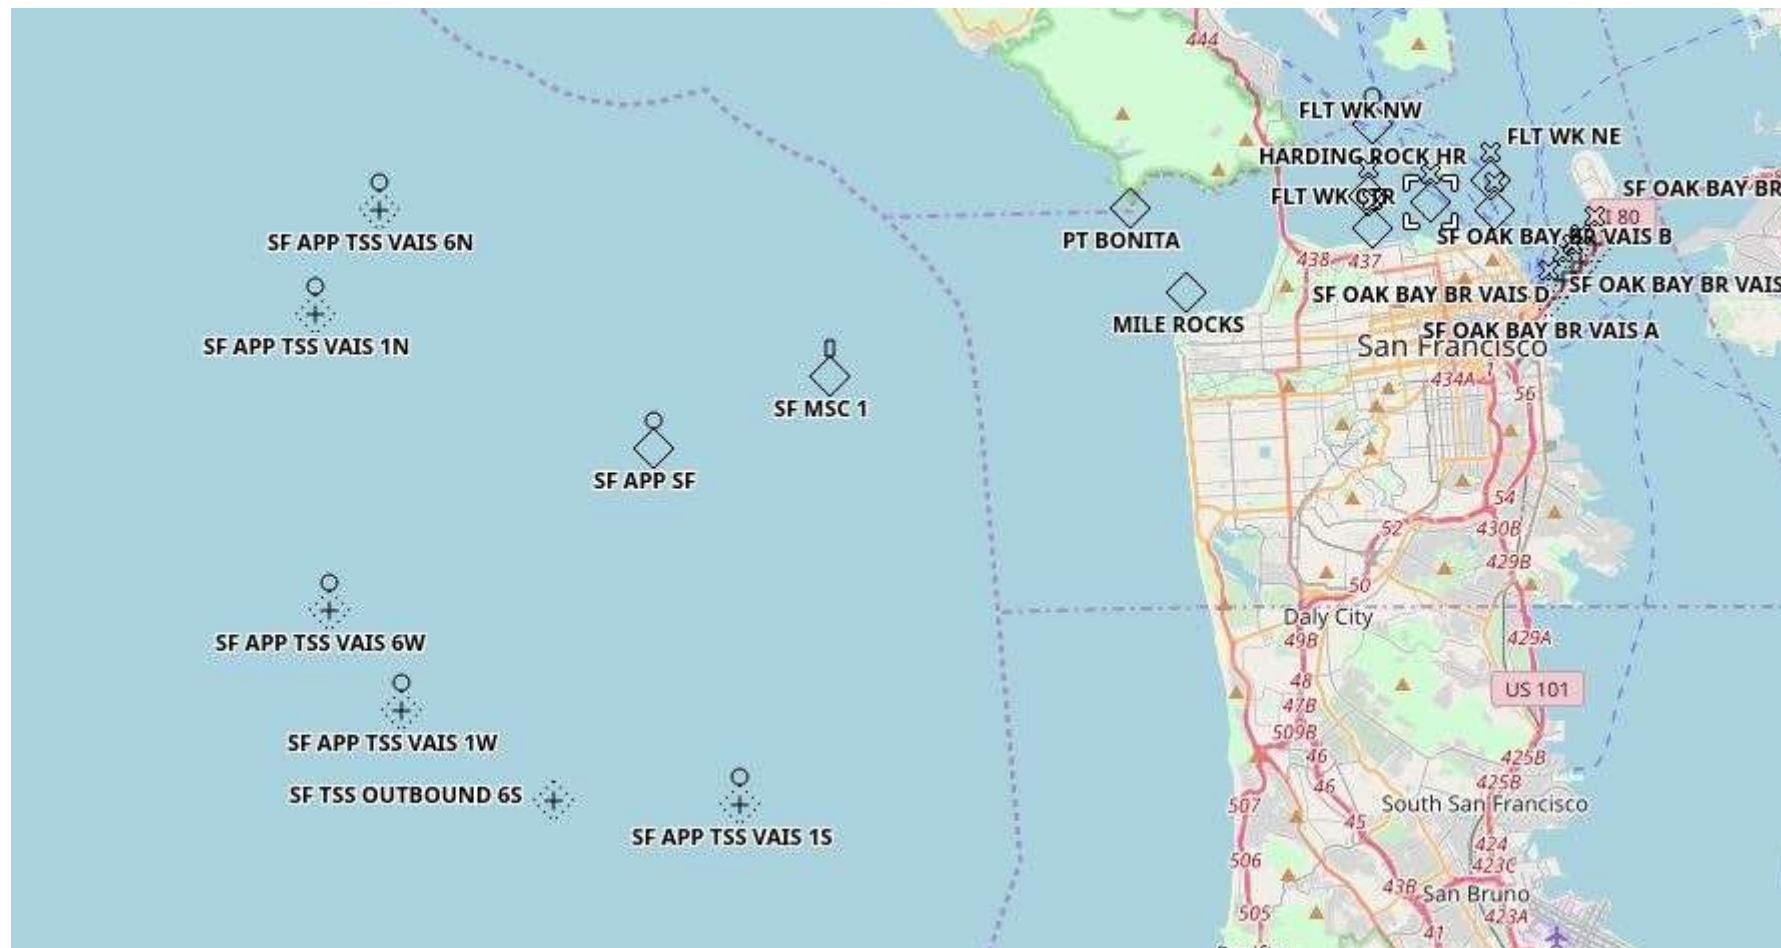 444
FLT WK NW
FLT WK NE
HARDING ROCK HR
SF OAK BAY BR
FLT WK CTR
I 80
SF APP TSS VAIS 6N
PT BONITA
SF OAK BAY BR VAIS B
438
437
SF OAK BAY BR VAIS
SF OAK BAY BR VAIS D
MILE ROCKS
SF OAK BAY BR VAIS A
SF APP TSS VAIS 1N
San Francisco
1
434A
56
SF MSC 1
SF APP SF
54
52
430B
429B
50
Daly City
SF APP TSS VAIS 6W
49B
429A
48
US 101
47B
509B
SF APP TSS VAIS 1W
46
425B
46
425B
SF TSS OUTBOUND 6S
507
South San Francisco
45
SF APP TSS VAIS 1S
424
506
423C
43B
San Bruno
505
423A
41